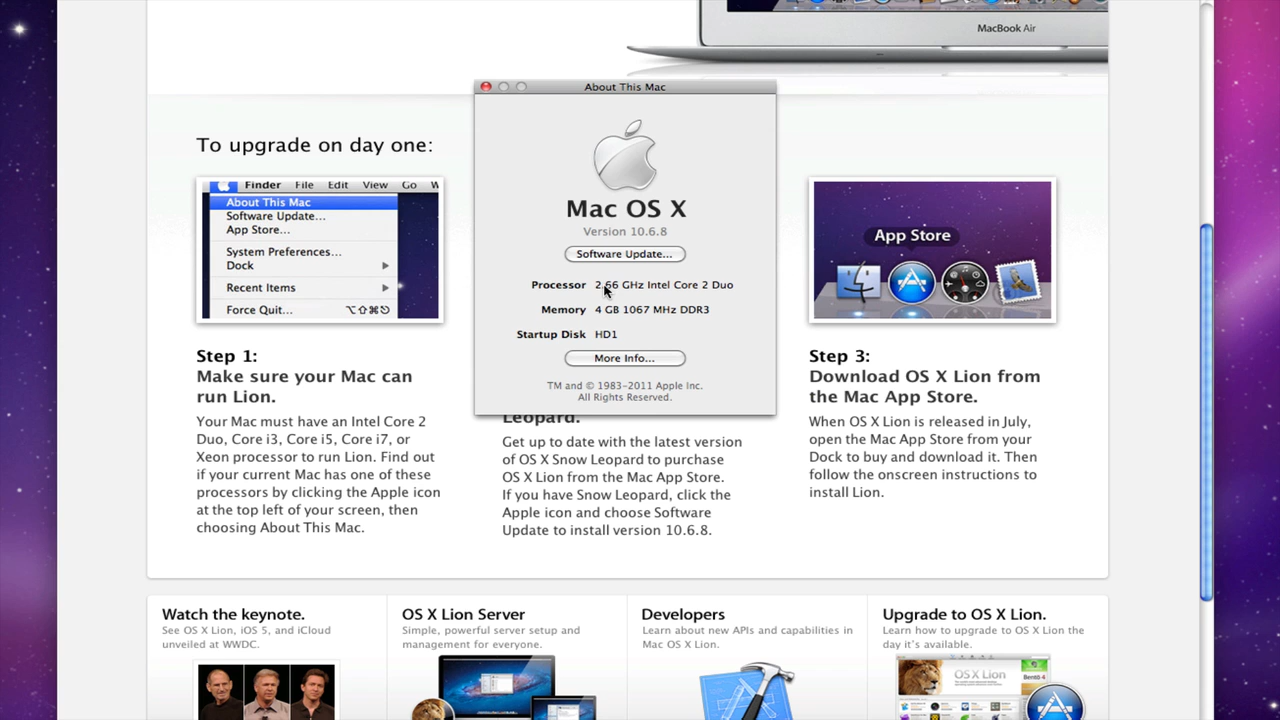 MacBook Air
About This Mac
Mac OS X
Version 10.6.8
Software Update...
Processor 2.66 GHz Intel Core 2 Duo
Memory 4 GB 1067 MHz DDR3
Startup Disk HD1
More Info...
TM and © 1983–2011 Apple Inc.
All Rights Reserved.
To upgrade on day one:
Finder File Edit View Go
About This Mac
Software Update...
App Store...
System Preferences...
Dock
Recent Items
Force Quit... ⌥⇧⌘⎋
Step 1:
Make sure your Mac can
run Lion.
Your Mac must have an Intel Core 2
Duo, Core i3, Core i5, Core i7, or
Xeon processor to run Lion. Find out
if your current Mac has one of these
processors by clicking the Apple icon
at the top left of your screen, then
choosing About This Mac.
Leopard.
Get up to date with the latest version
of OS X Snow Leopard to purchase
OS X Lion from the Mac App Store.
If you have Snow Leopard, click the
Apple icon and choose Software
Update to install version 10.6.8.
App Store
Step 3:
Download OS X Lion from
the Mac App Store.
When OS X Lion is released in July,
open the Mac App Store from your
Dock to buy and download it. Then
follow the onscreen instructions to
install Lion.
Watch the keynote.
See OS X Lion, iOS 5, and iCloud
unveiled at WWDC.
OS X Lion Server
Simple, powerful server setup and
management for everyone.
Developers
Learn about new APIs and capabilities in
Mac OS X Lion.
Upgrade to OS X Lion.
Learn how to upgrade to OS X Lion the
day it's available.
OS X Lion